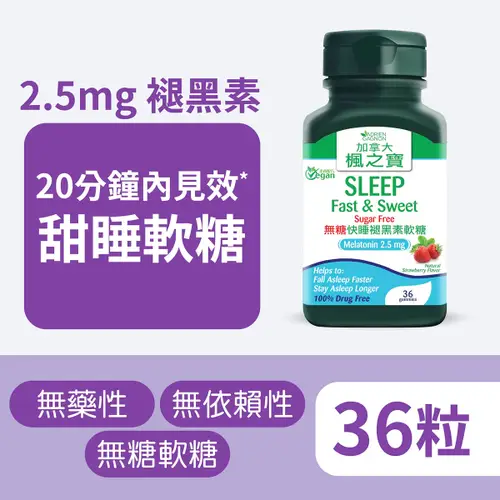 2.5mg 褪黑素
20分鐘內見效*
甜睡軟糖
ADRIEN GAGNON
加拿大
楓之寶
Vegan
SLEEP
Fast & Sweet
Sugar Free
無糖快睡褪黑素軟糖
Melatonin 2.5 mg
Natural
Strawberry Flavor
Helps to:
Fall Asleep Faster
Stay Asleep Longer
100% Drug Free
36
gummies
無藥性
無依賴性
無糖軟糖
36粒